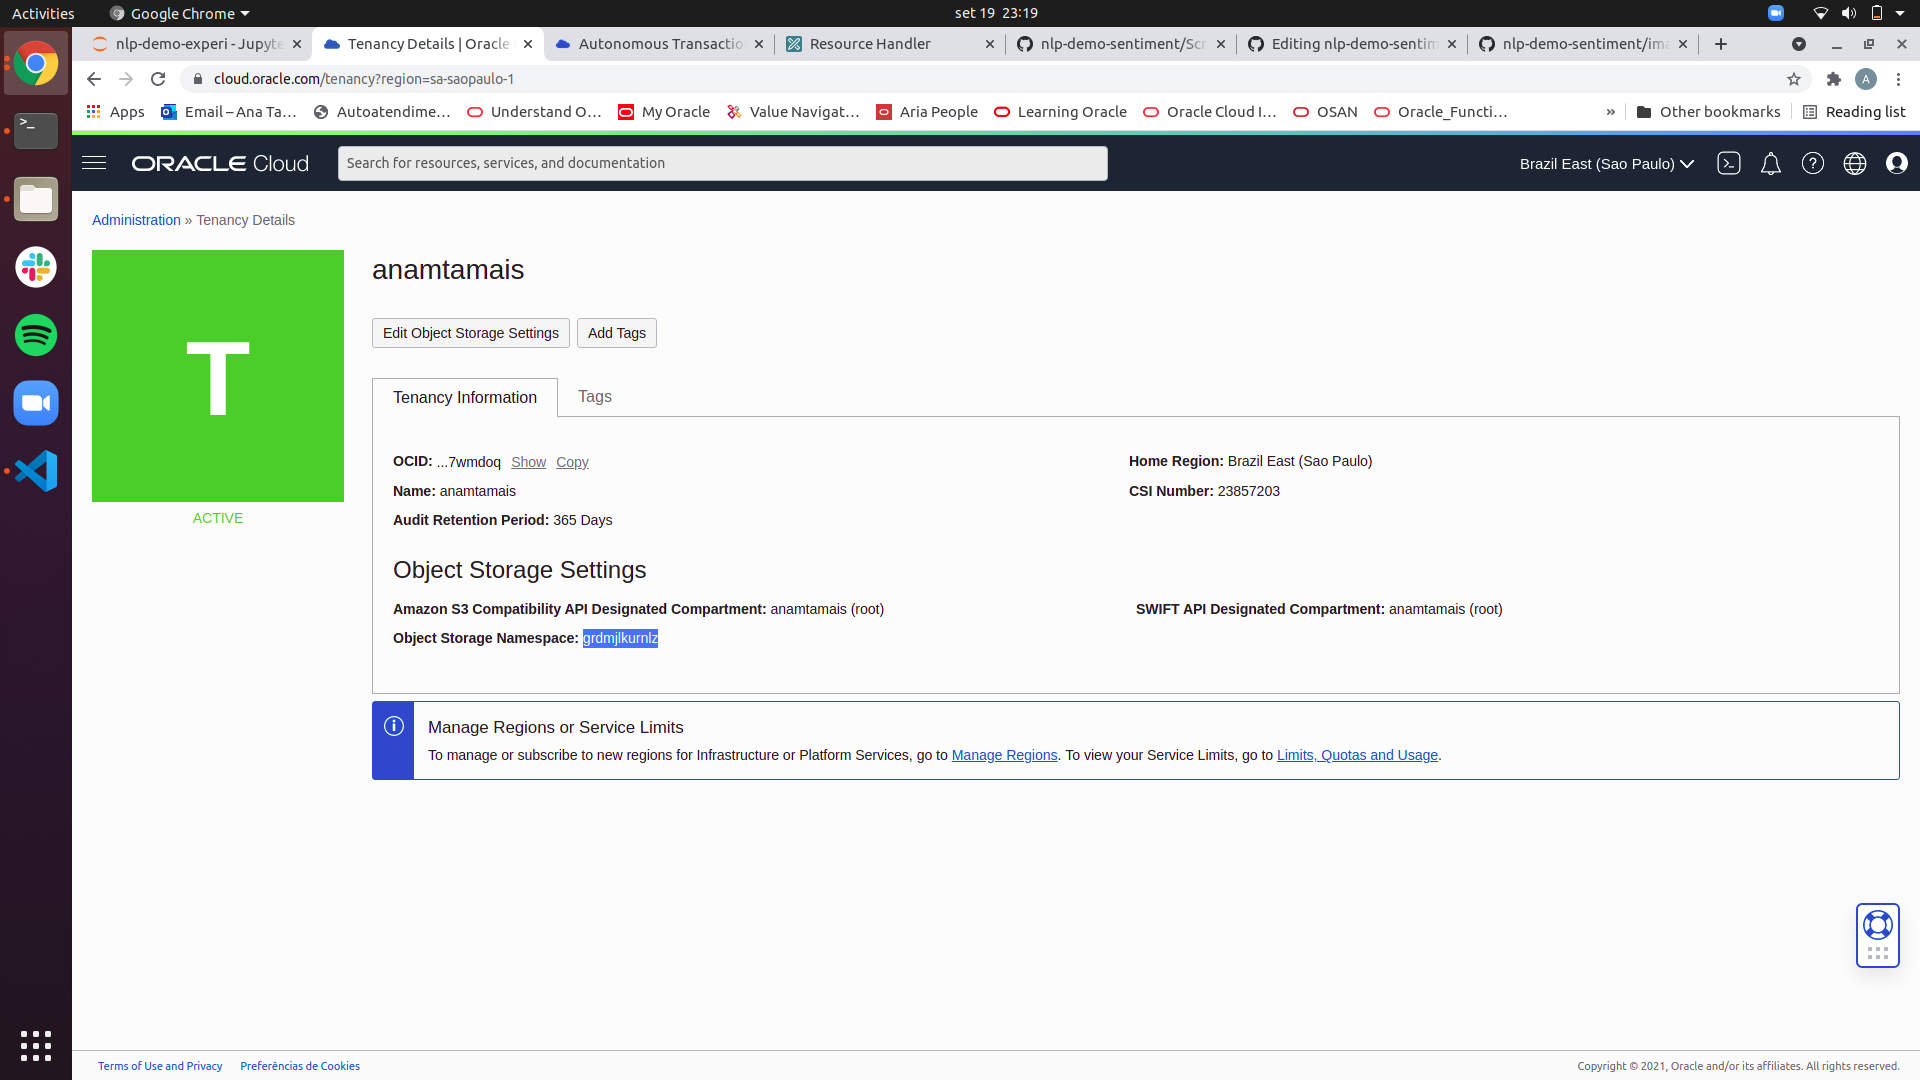 Activities
Google Chrome
set 19 23:19
nlp-demo-experi - Jupyte
Tenancy Details | Oracle
Autonomous Transactio
Resource Handler
nlp-demo-sentiment/Scr
Editing nlp-demo-sentim
nlp-demo-sentiment/ima
cloud.oracle.com/tenancy?region=sa-saopaulo-1
A
Apps
Email – Ana Ta…
Autoatendime…
Understand O…
My Oracle
Value Navigat…
Aria People
Learning Oracle
Oracle Cloud I…
OSAN
Oracle_Functi…
»
Other bookmarks
Reading list
ORACLE Cloud
Search for resources, services, and documentation
Brazil East (Sao Paulo)
Administration » Tenancy Details
T
ACTIVE
anamtamais
Edit Object Storage Settings
Add Tags
Tenancy Information
Tags
OCID: ...7wmdoq Show Copy
Home Region: Brazil East (Sao Paulo)
Name: anamtamais
CSI Number: 23857203
Audit Retention Period: 365 Days
Object Storage Settings
Amazon S3 Compatibility API Designated Compartment: anamtamais (root)
SWIFT API Designated Compartment: anamtamais (root)
Object Storage Namespace: grdmjlkurnlz
Manage Regions or Service Limits
To manage or subscribe to new regions for Infrastructure or Platform Services, go to Manage Regions. To view your Service Limits, go to Limits, Quotas and Usage.
Terms of Use and Privacy
Preferências de Cookies
Copyright © 2021, Oracle and/or its affiliates. All rights reserved.